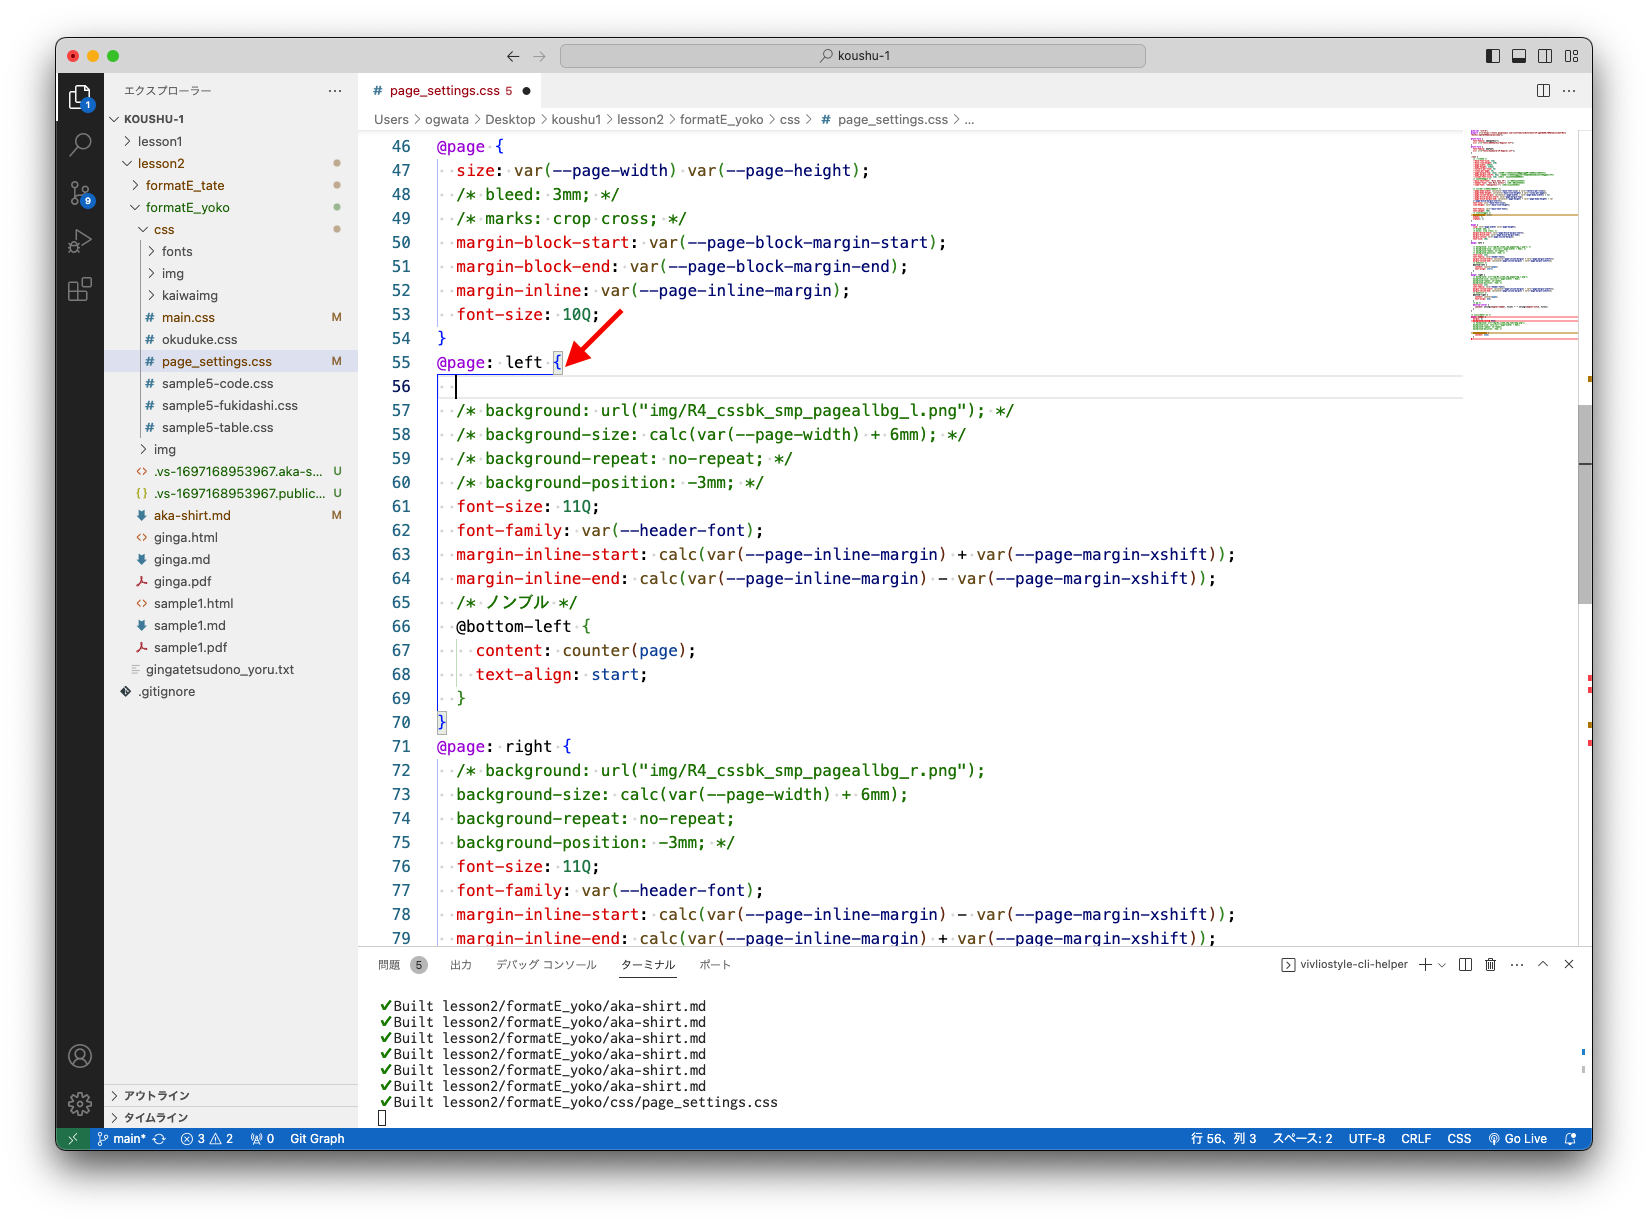 koushu-1
エクスプローラー
KOUSHU-1
lesson1
lesson2
formatE_tate
formatE_yoko
css
fonts
img
kaiwaimg
main.css M
okuduke.css
page_settings.css M
sample5-code.css
sample5-fukidashi.css
sample5-table.css
img
.vs-1697168953967.aka-s... U
.vs-1697168953967.public... U
aka-shirt.md M
ginga.html
ginga.md
ginga.pdf
sample1.html
sample1.md
sample1.pdf
gingatetsudono_yoru.txt
.gitignore
アウトライン
タイムライン
1
9
# page_settings.css 5
Users > ogwata > Desktop > koushu1 > lesson2 > formatE_yoko > css > # page_settings.css > ...
46 @page {
47 size: var(--page-width) var(--page-height);
48 /* bleed: 3mm; */
49 /* marks: crop cross; */
50 margin-block-start: var(--page-block-margin-start);
51 margin-block-end: var(--page-block-margin-end);
52 margin-inline: var(--page-inline-margin);
53 font-size: 10Q;
54 }
55 @page: left {
56
57 /* background: url("img/R4_cssbk_smp_pageallbg_l.png"); */
58 /* background-size: calc(var(--page-width) + 6mm); */
59 /* background-repeat: no-repeat; */
60 /* background-position: -3mm; */
61 font-size: 11Q;
62 font-family: var(--header-font);
63 margin-inline-start: calc(var(--page-inline-margin) + var(--page-margin-xshift));
64 margin-inline-end: calc(var(--page-inline-margin) - var(--page-margin-xshift));
65 /* ノンブル */
66 @bottom-left {
67 content: counter(page);
68 text-align: start;
69 }
70 }
71 @page: right {
72 /* background: url("img/R4_cssbk_smp_pageallbg_r.png");
73 background-size: calc(var(--page-width) + 6mm);
74 background-repeat: no-repeat;
75 background-position: -3mm; */
76 font-size: 11Q;
77 font-family: var(--header-font);
78 margin-inline-start: calc(var(--page-inline-margin) - var(--page-margin-xshift));
79 margin-inline-end: calc(var(--page-inline-margin) + var(--page-margin-xshift));
問題 5 出力 デバッグ コンソール ターミナル ポート vivliostyle-cli-helper
✔Built lesson2/formatE_yoko/aka-shirt.md
✔Built lesson2/formatE_yoko/aka-shirt.md
✔Built lesson2/formatE_yoko/aka-shirt.md
✔Built lesson2/formatE_yoko/aka-shirt.md
✔Built lesson2/formatE_yoko/aka-shirt.md
✔Built lesson2/formatE_yoko/aka-shirt.md
✔Built lesson2/formatE_yoko/css/page_settings.css
main* 3 2 0 Git Graph 行 56、列 3 スペース: 2 UTF-8 CRLF CSS Go Live